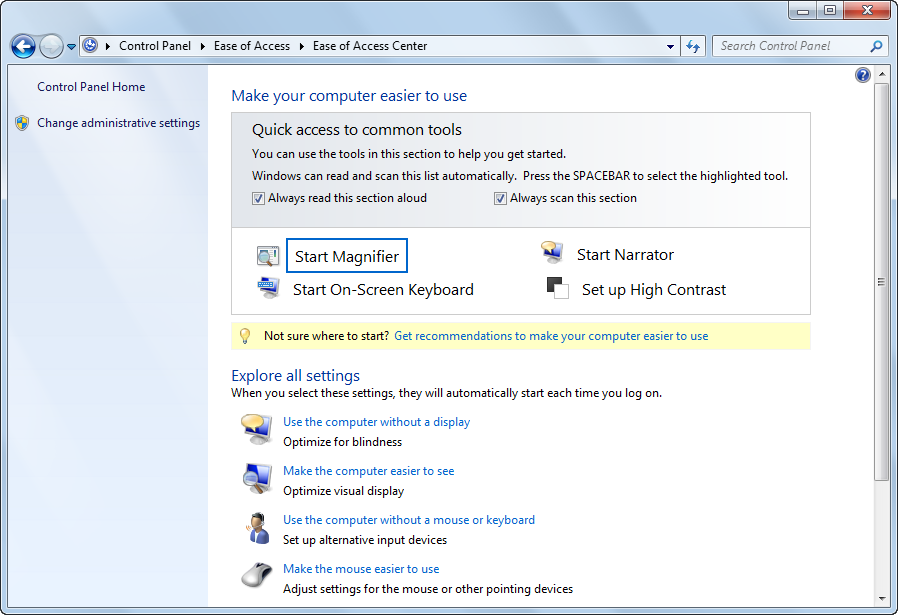 Control Panel Ease of Access Ease of Access Center
Search Control Panel
Control Panel Home
Change administrative settings
Make your computer easier to use
Quick access to common tools
You can use the tools in this section to help you get started.
Windows can read and scan this list automatically. Press the SPACEBAR to select the highlighted tool.
Always read this section aloud
Always scan this section
Start Magnifier
Start Narrator
Start On-Screen Keyboard
Set up High Contrast
Not sure where to start? Get recommendations to make your computer easier to use
Explore all settings
When you select these settings, they will automatically start each time you log on.
Use the computer without a display
Optimize for blindness
Make the computer easier to see
Optimize visual display
Use the computer without a mouse or keyboard
Set up alternative input devices
Make the mouse easier to use
Adjust settings for the mouse or other pointing devices